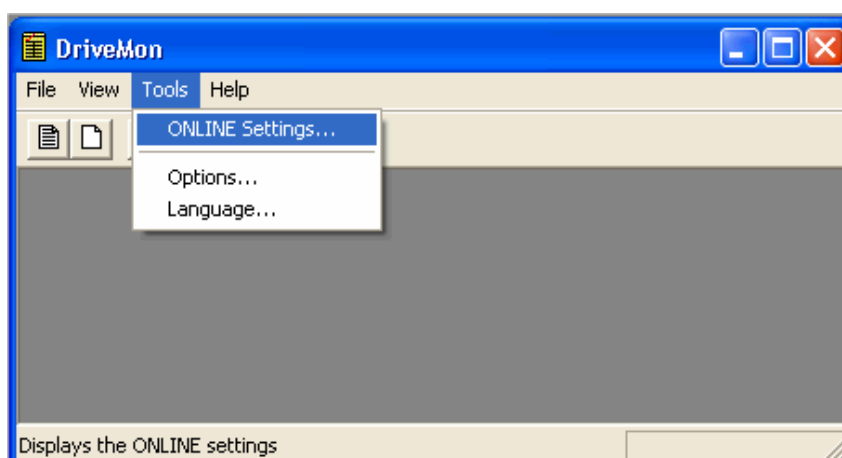 DriveMon
File View Tools Help
ONLINE Settings...
Options...
Language...
Displays the ONLINE settings